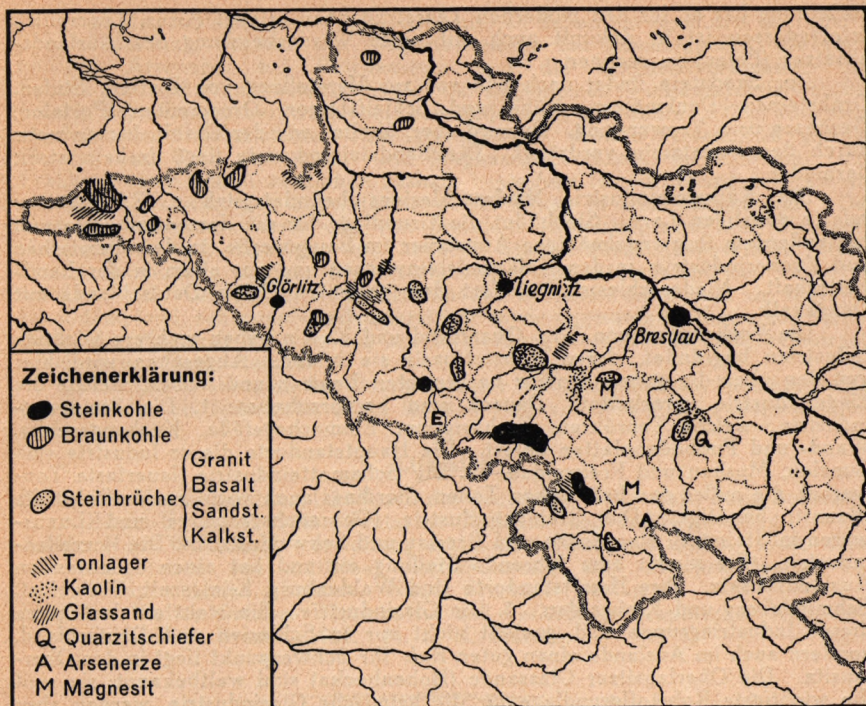 Görlitz
Liegnitz
Breslau
M
Q
E
M
A
Zeichenerklärung:
Steinkohle
Braunkohle
Steinbrüche { Granit
Basalt
Sandst.
Kalkst.
Tonlager
Kaolin
Glassand
Q Quarzitschiefer
A Arsenerze
M Magnesit